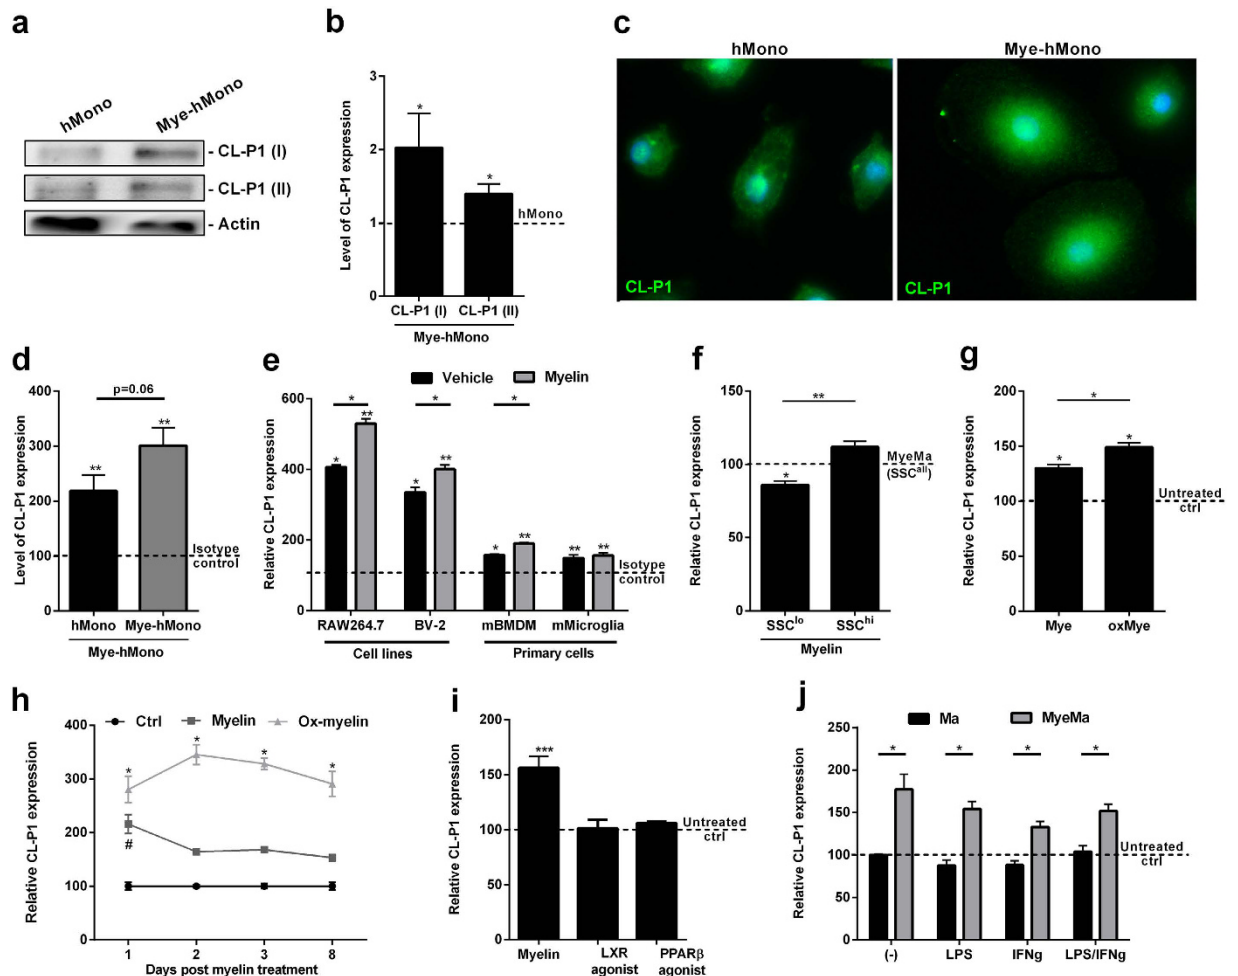 a
hMono
Mye-hMono
- CL-P1 (I)
- CL-P1 (II)
- Actin
b
Level of CL-P1 expression
3
2
1
0
*
*
hMono
CL-P1 (I)
CL-P1 (II)
Mye-hMono
c
hMono
Mye-hMono
CL-P1
CL-P1
d
Level of CL-P1 expression
400
300
200
100
0
p=0.06
**
**
Isotype
control
hMono
Mye-hMono
Mye-hMono
e
Vehicle
Myelin
Relative CL-P1 expression
600
400
200
0
*
*
*
*
**
*
**
*
**
**
**
Isotype
control
RAW264.7
BV-2
mBMDM
mMicroglia
Cell lines
Primary cells
f
Relative CL-P1 expression
150
100
50
0
**
*
MyeMa
(SSCall)
SSClo
SSChi
Myelin
g
Relative CL-P1 expression
200
150
100
50
0
*
*
*
Untreated
ctrl
Mye
oxMye
h
Ctrl
Myelin
Ox-myelin
Relative CL-P1 expression
400
300
200
100
0
*
*
*
*
#
1
2
3
8
Days post myelin treatment
i
Relative CL-P1 expression
200
150
100
50
0
***
Untreated
ctrl
Myelin
LXR
agonist
PPARβ
agonist
j
Ma
MyeMa
Relative CL-P1 expression
250
200
150
100
50
0
*
*
*
*
Untreated
ctrl
(-)
LPS
IFNg
LPS/IFNg